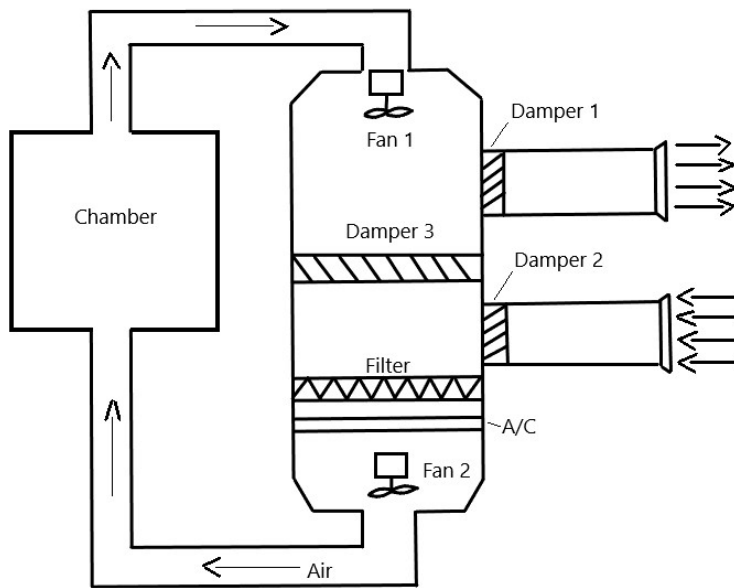 Damper 1
Fan 1
Chamber
Damper 3
Damper 2
Filter
A/C
Fan 2
Air